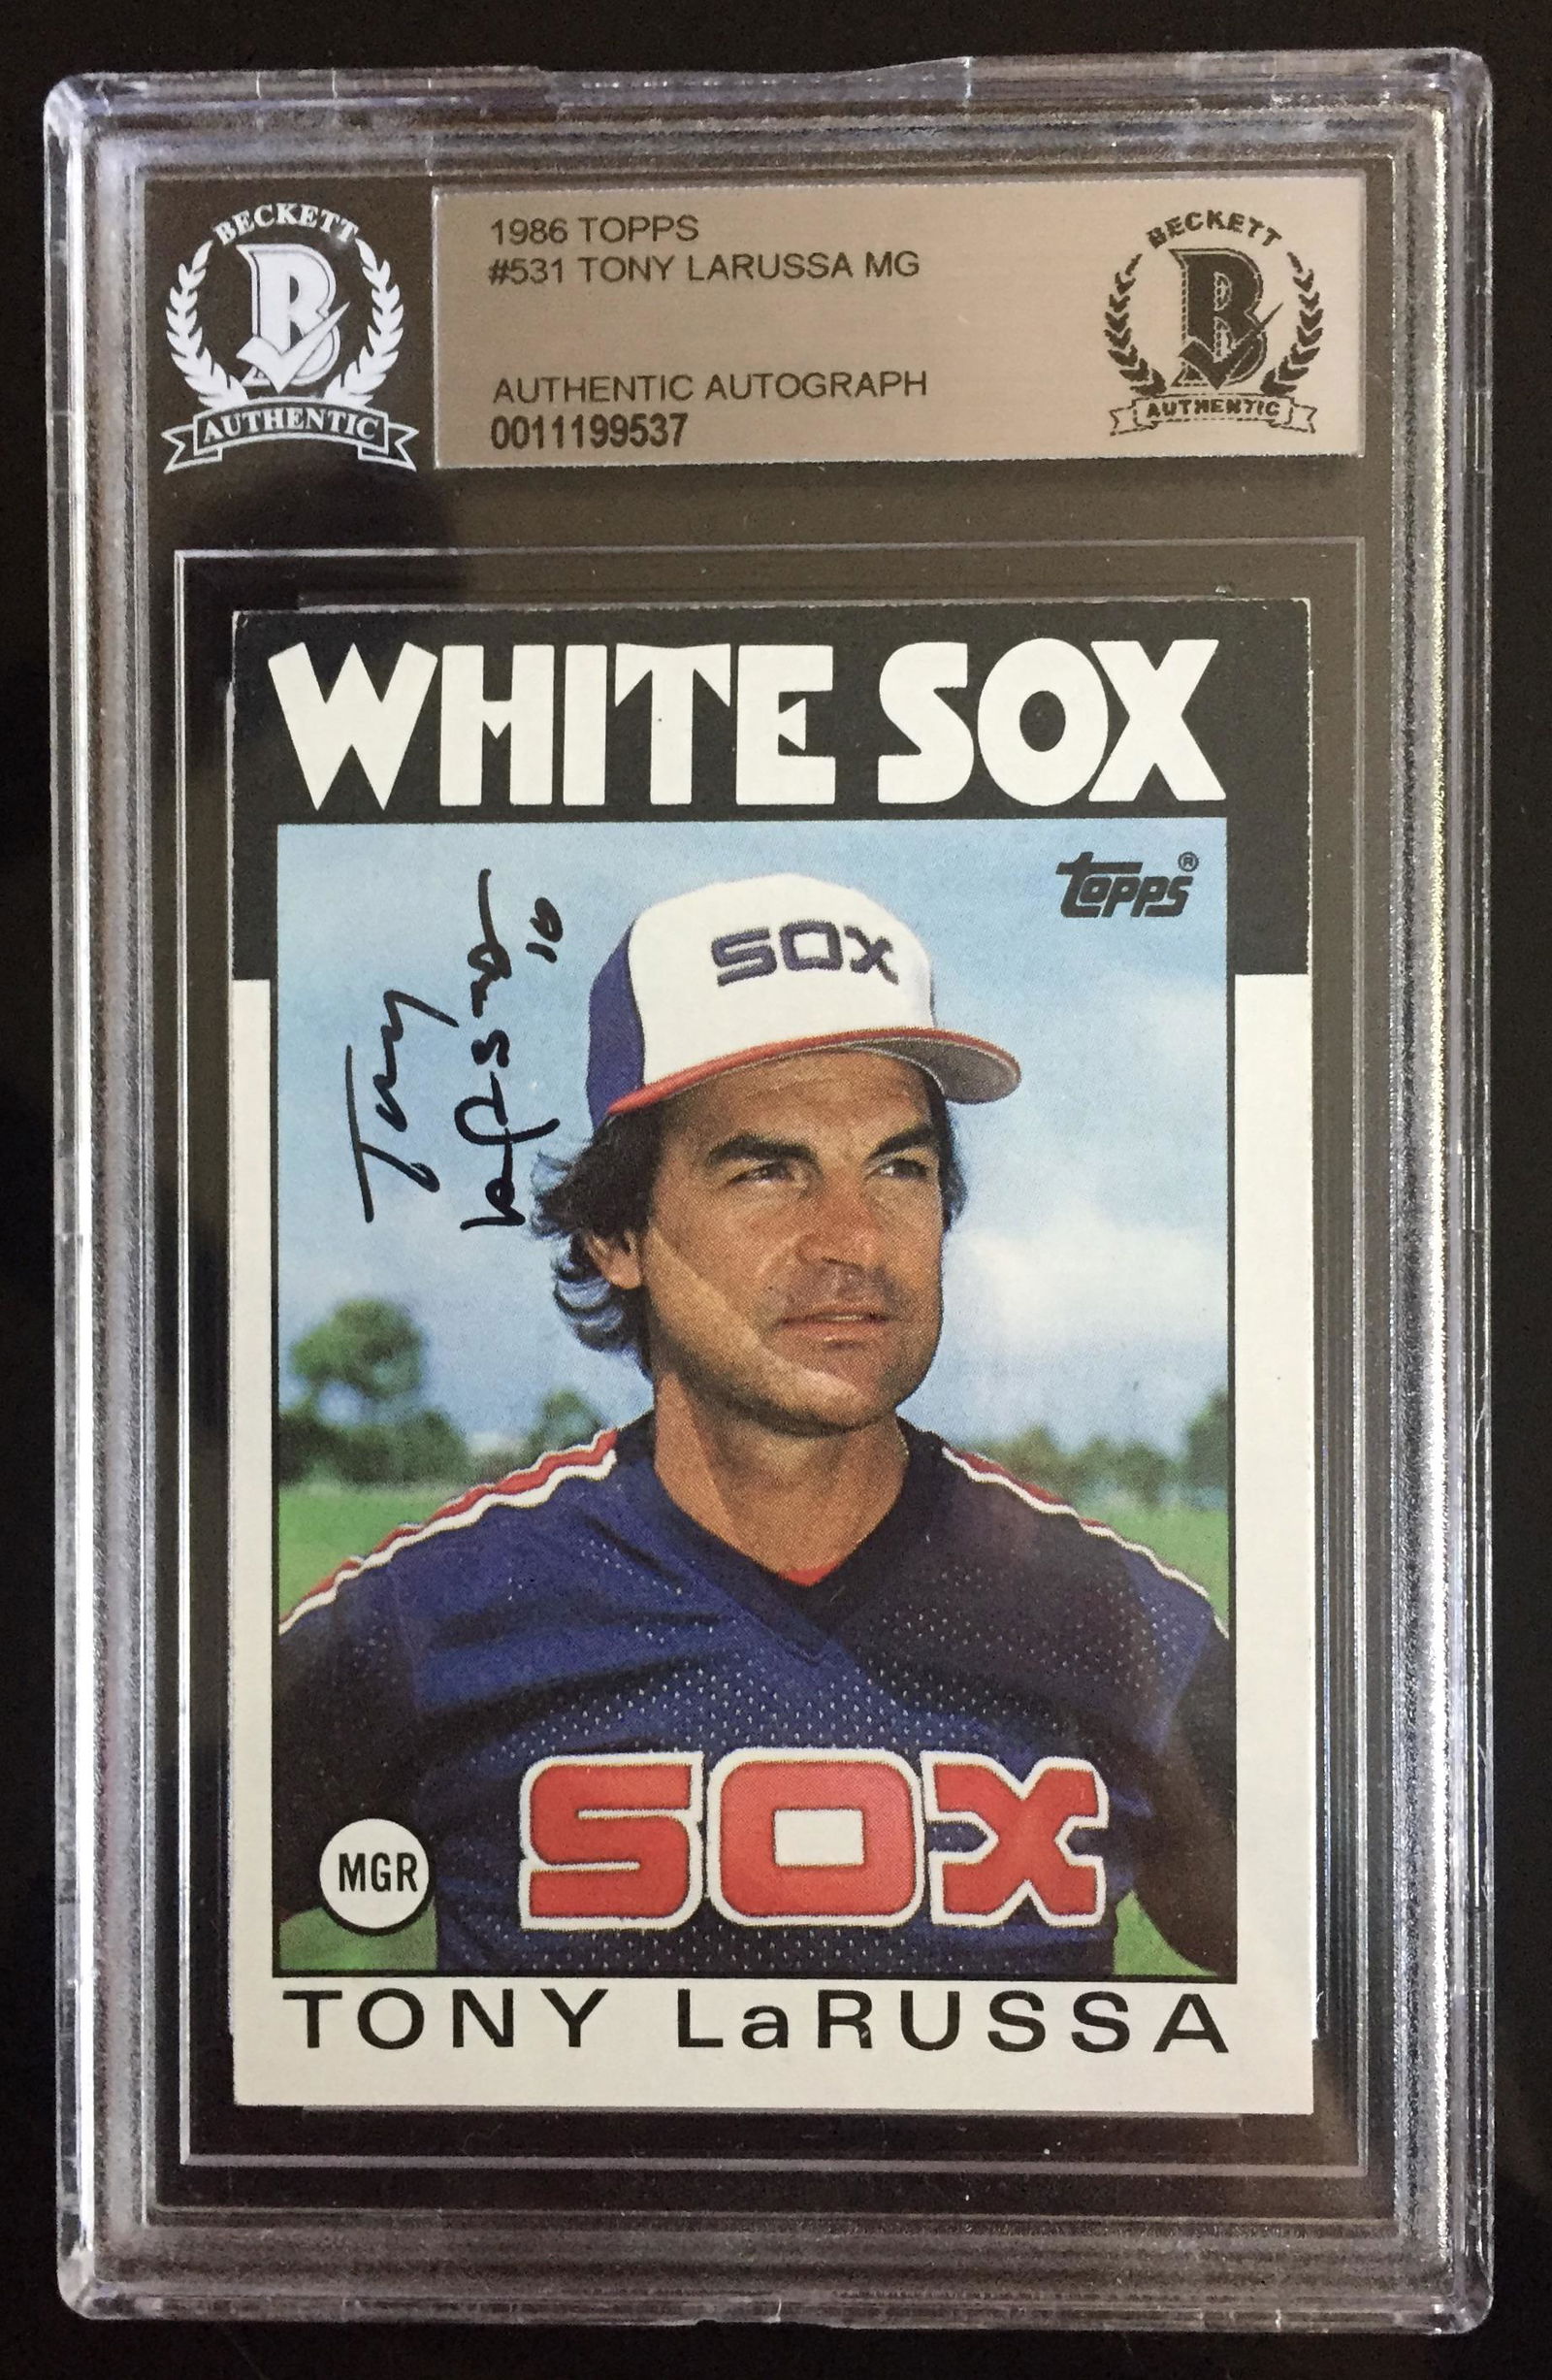 BECKETT
B
AUTHENTIC
1986 TOPPS
#531 TONY LARUSSA MG
AUTHENTIC AUTOGRAPH
0011199537
BECKETT
B
AUTHENTIC
WHITE SOX
Topps®
Tony
LaRussa
10
SOX
SOX
MGR
TONY LaRUSSA